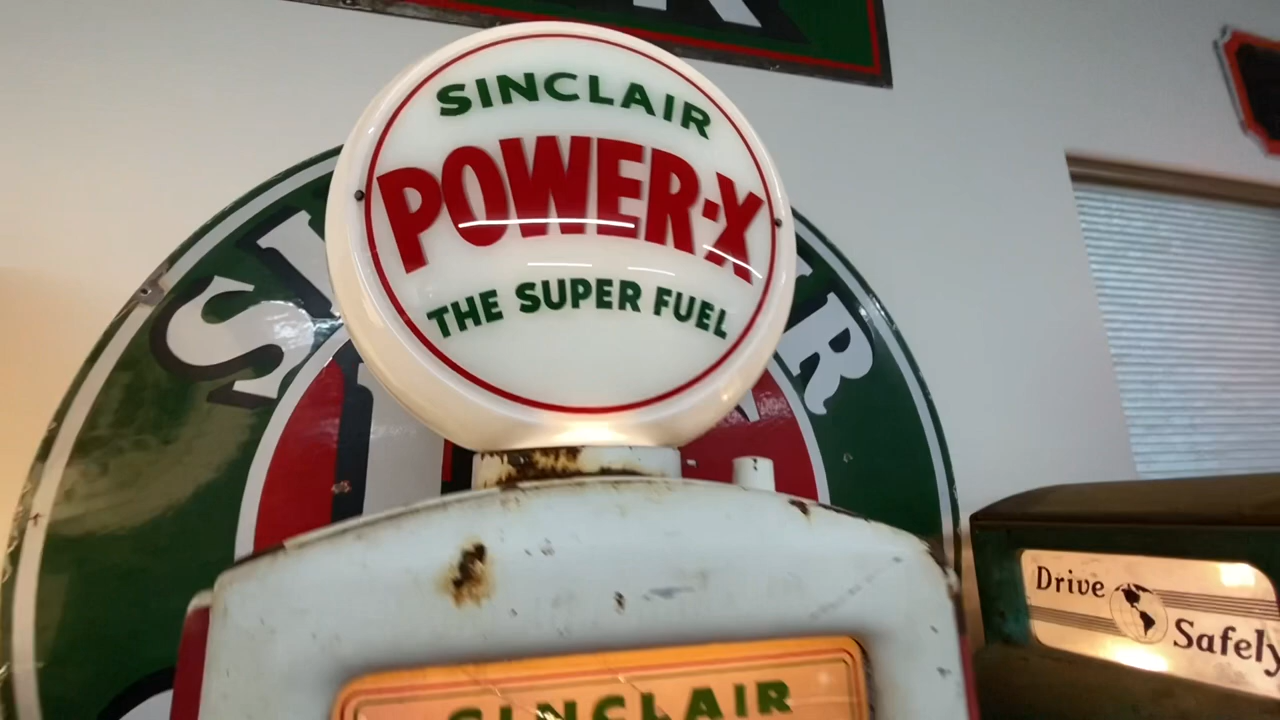 SINCLAIR
POWER-X
THE SUPER FUEL
Drive
Safely
SINCLAIR